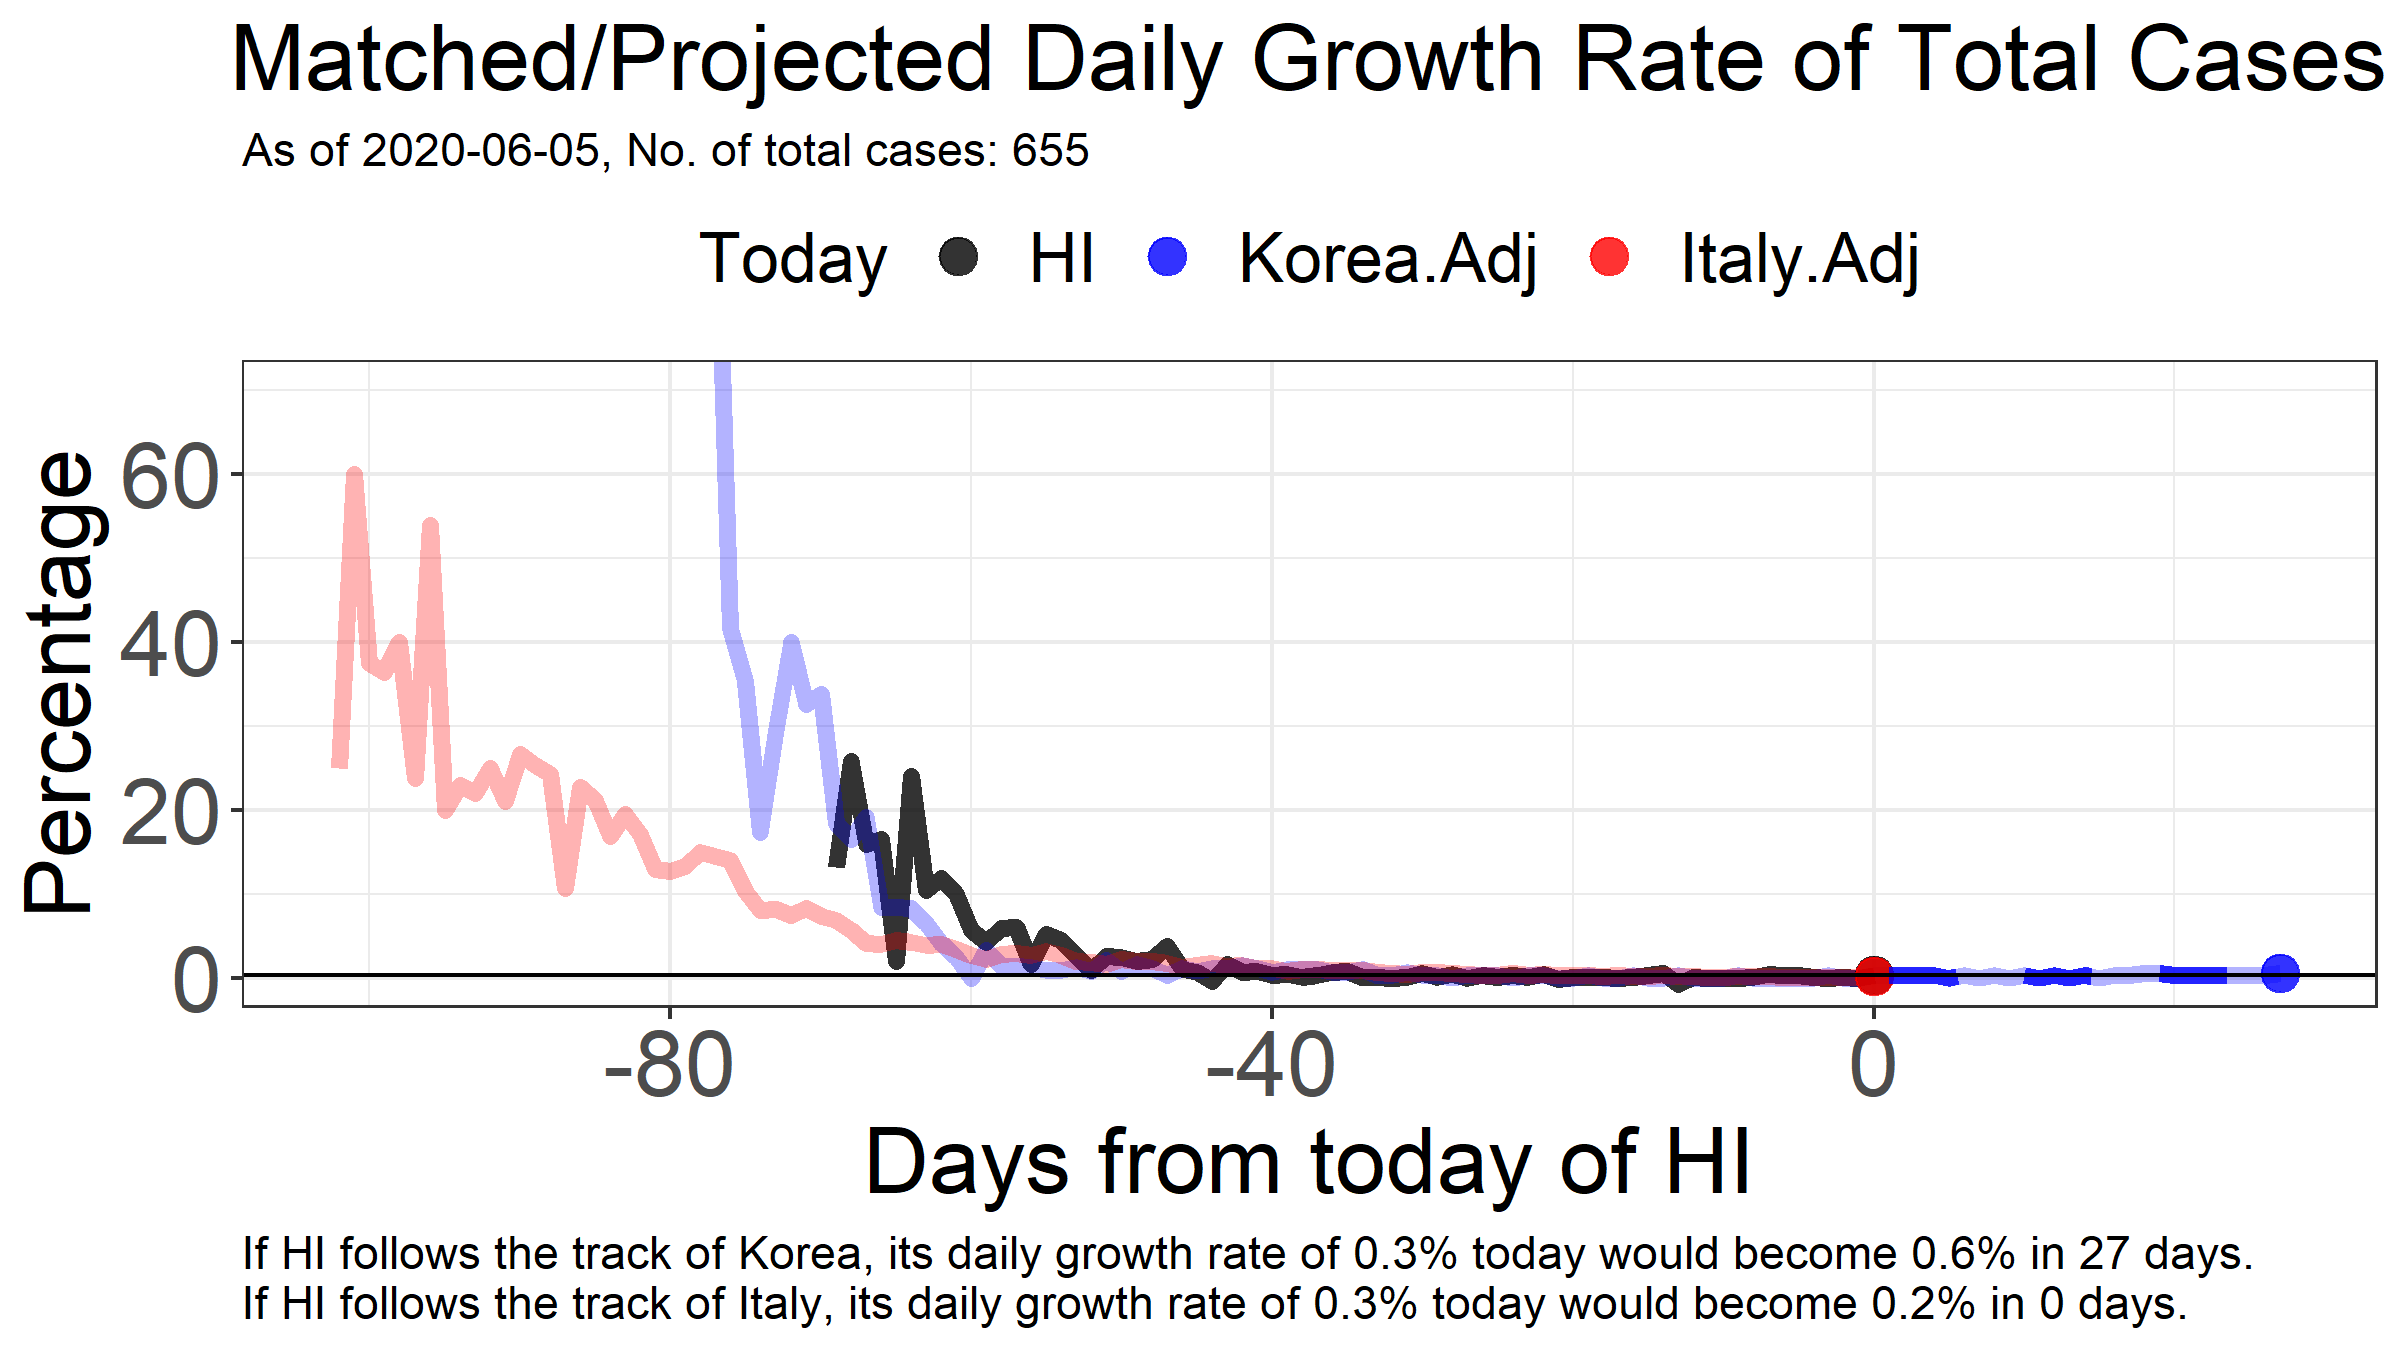 Matched/Projected Daily Growth Rate of Total Cases
As of 2020-06-05, No. of total cases: 655
Today HI Korea.Adj Italy.Adj
Percentage
60
40
20
0
-80 -40 0
Days from today of HI
If HI follows the track of Korea, its daily growth rate of 0.3% today would become 0.6% in 27 days.
If HI follows the track of Italy, its daily growth rate of 0.3% today would become 0.2% in 0 days.